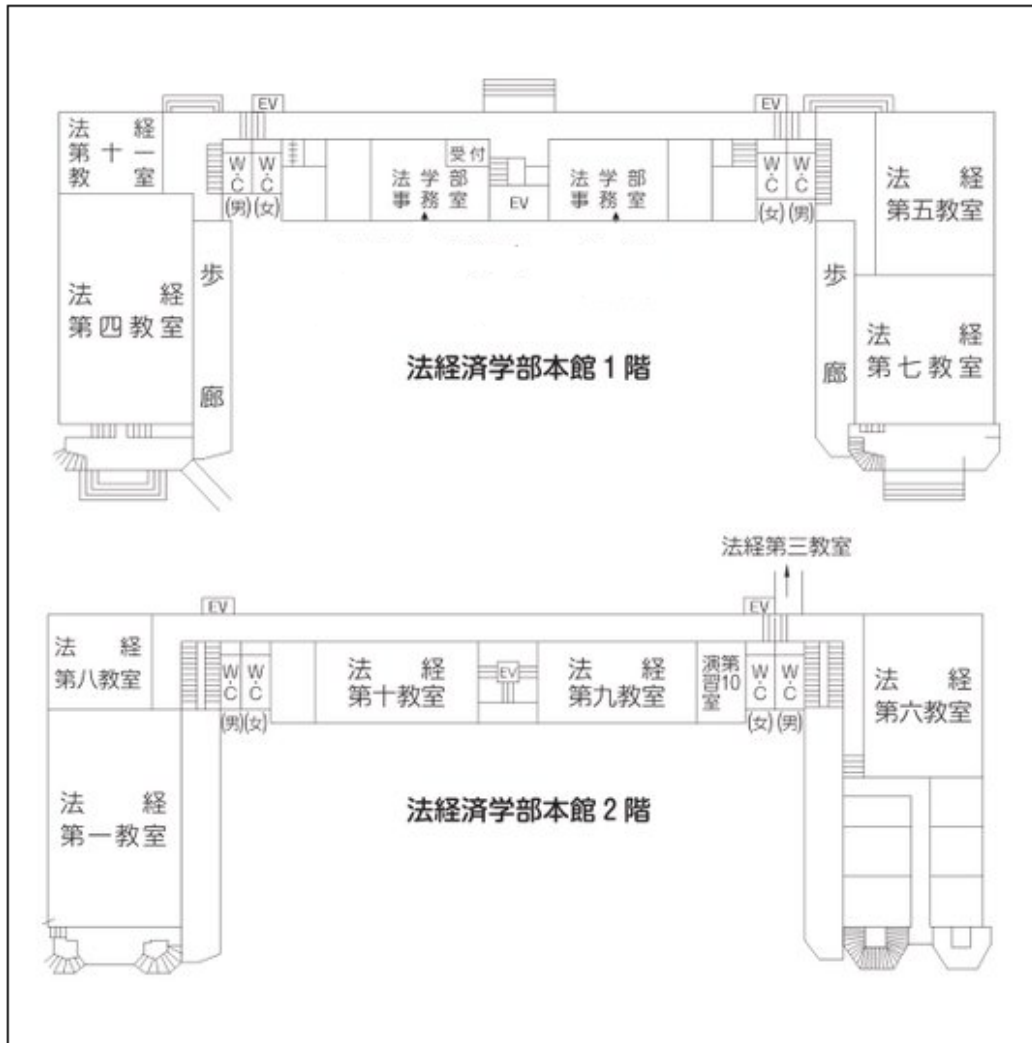 EV
EV
法 経
第十一
教 室
W・C
W・C
受付
法 学 部
事 務 室
EV
法 学 部
事 務 室
W・C
W・C
法 経
第五教室
(男)
(女)
(女)
(男)
歩 廊
歩 廊
法 経
第四教室
法 経
第七教室
法経済学部本館1階
法経第三教室
EV
EV
法 経
第八教室
W・C
W・C
法 経
第十教室
EV
法 経
第九教室
第10
演習室
W・C
W・C
法 経
第六教室
(男)
(女)
(女)
(男)
法 経
第一教室
法経済学部本館2階